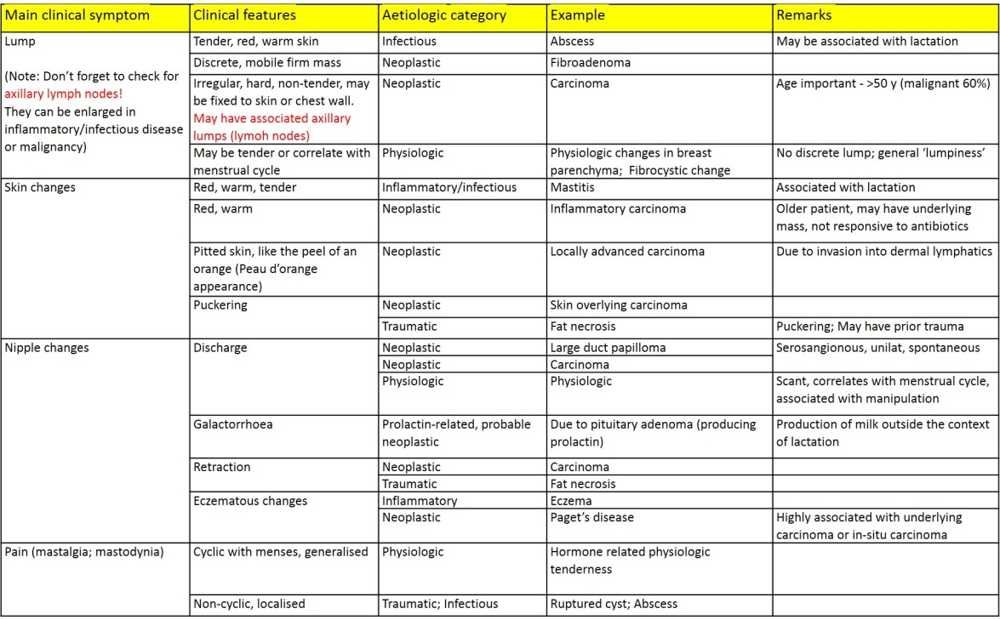 Main clinical symptom Clinical features Aetiologic category Example Remarks
Lump
(Note: Don't forget to check for
axillary lymph nodes!
They can be enlarged in
inflammatory/infectious disease
or malignancy)
Tender, red, warm skin Infectious Abscess May be associated with lactation
Discrete, mobile firm mass Neoplastic Fibroadenoma
Irregular, hard, non-tender, may
be fixed to skin or chest wall.
May have associated axillary
lumps (lymoh nodes)
Neoplastic Carcinoma Age important - >50 y (malignant 60%)
May be tender or correlate with
menstrual cycle
Physiologic
Physiologic changes in breast
parenchyma; Fibrocystic change
No discrete lump; general 'lumpiness'
Skin changes
Red, warm, tender Inflammatory/infectious Mastitis Associated with lactation
Red, warm Neoplastic Inflammatory carcinoma
Older patient, may have underlying
mass, not responsive to antibiotics
Pitted skin, like the peel of an
orange (Peau d'orange
appearance)
Neoplastic Locally advanced carcinoma Due to invasion into dermal lymphatics
Puckering
Neoplastic Skin overlying carcinoma
Traumatic Fat necrosis Puckering; May have prior trauma
Nipple changes
Discharge
Neoplastic Large duct papilloma Serosangionous, unilat, spontaneous
Neoplastic Carcinoma
Physiologic Physiologic
Scant, correlates with menstrual cycle,
associated with manipulation
Galactorrhoea
Prolactin-related, probable
neoplastic
Due to pituitary adenoma (producing
prolactin)
Production of milk outside the context
of lactation
Retraction
Neoplastic Carcinoma
Traumatic Fat necrosis
Eczematous changes
Inflammatory Eczema
Neoplastic Paget's disease
Highly associated with underlying
carcinoma or in-situ carcinoma
Pain (mastalgia; mastodynia)
Cyclic with menses, generalised Physiologic
Hormone related physiologic
tenderness
Non-cyclic, localised Traumatic; Infectious Ruptured cyst; Abscess